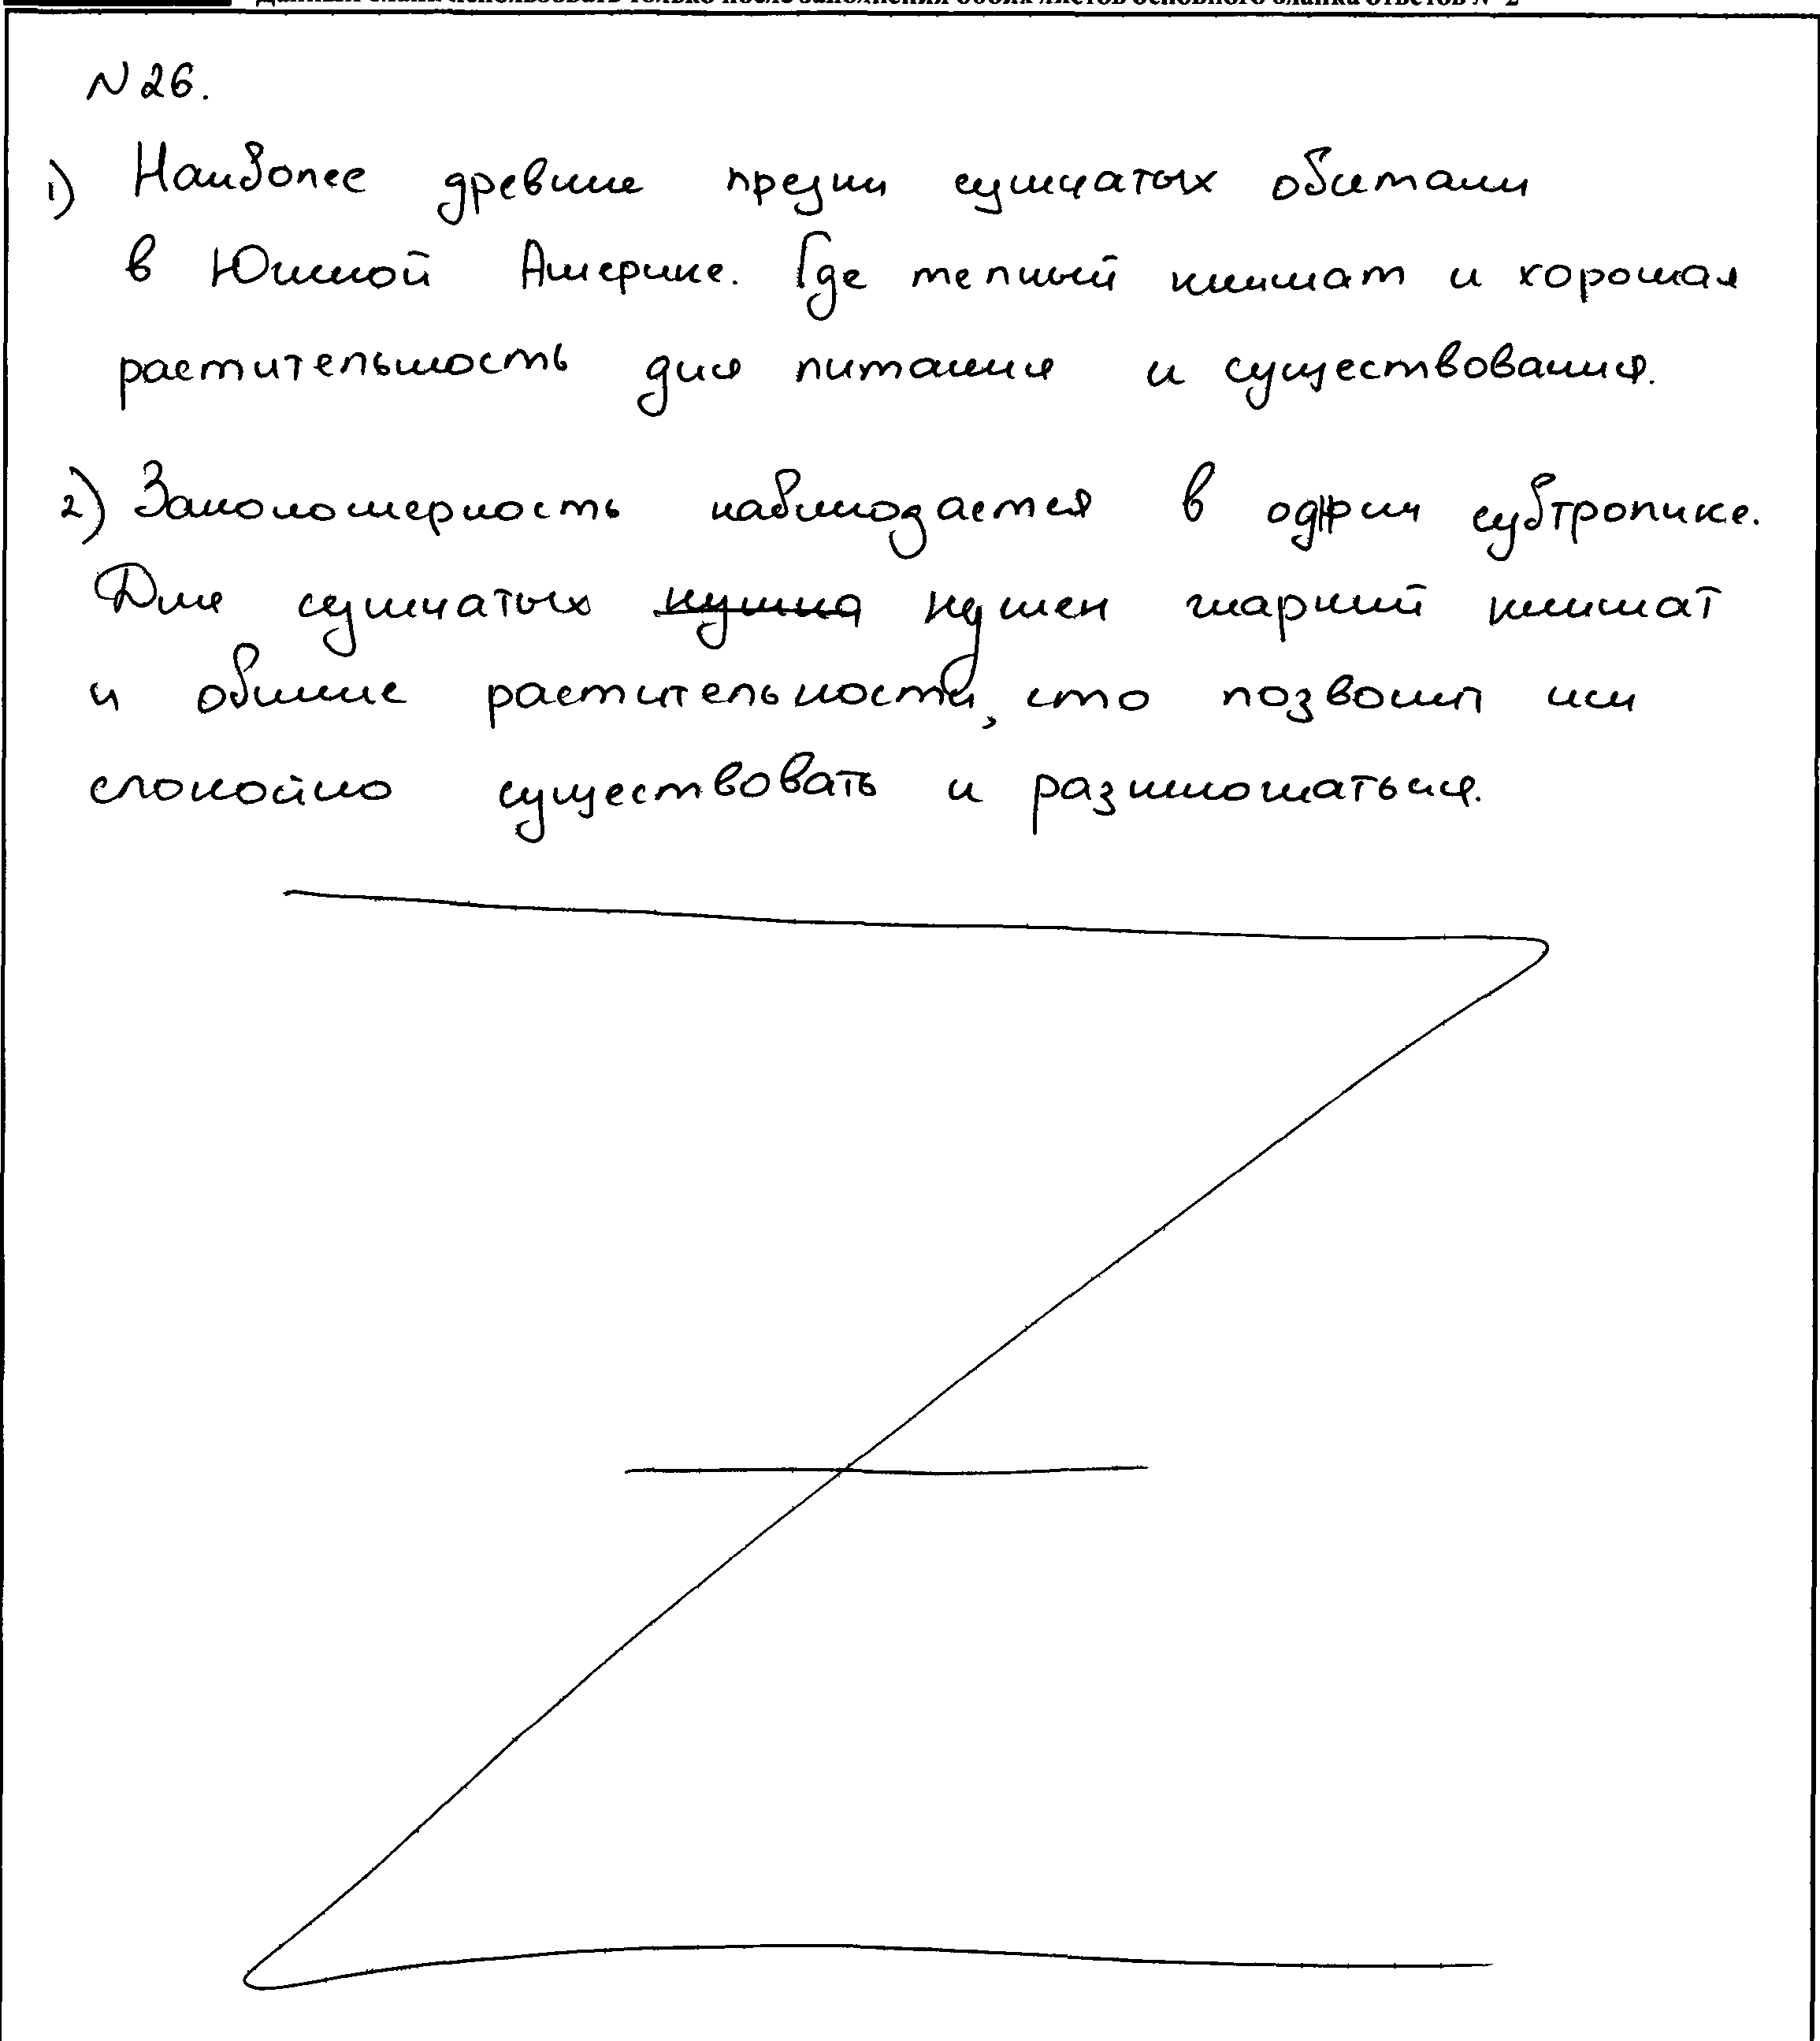 Данный бланк использовать только после заполнения обоих листов основного бланка ответов № 2
N 26.
1) Наиболее древние предки сумчатых обитали
в Южной Америке. Где теплый климат и хорошая
растительность для питания и существования.
2) Закономерность наблюдается в одной субтропике.
Для сумчатых нужно нужен жаркий климат
и обилие растительности, что позволит им
спокойно существовать и размножаться.